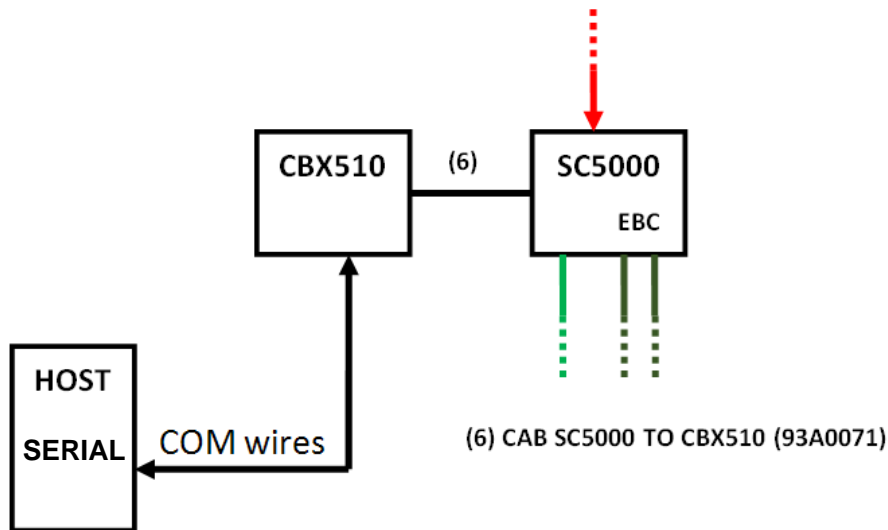 CBX510
(6)
SC5000
EBC
HOST
SERIAL
COM wires
(6) CAB SC5000 TO CBX510 (93A0071)